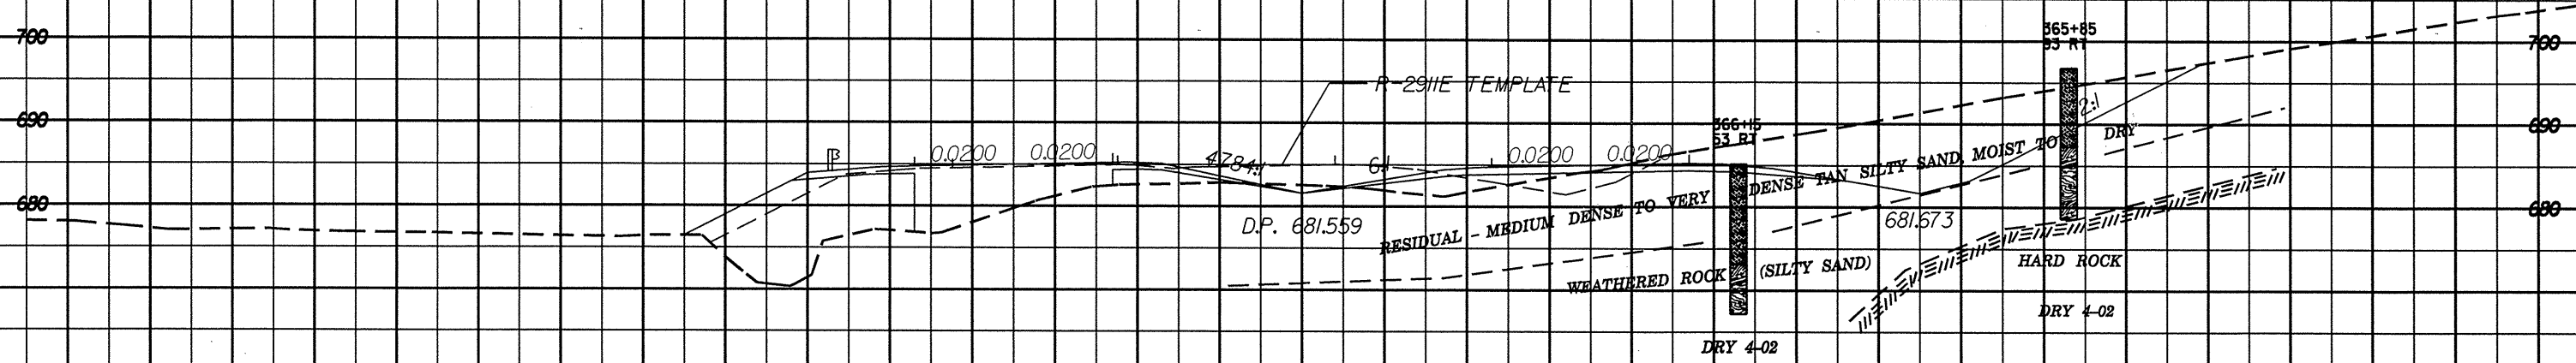 365+85
53 RT
700
700
R-2911E TEMPLATE
2:1
690
366+15
53 RT
690
DRY
0.0200
0.0200
4.784:1
6:1
0.0200
0.0200
RESIDUAL - MEDIUM DENSE TO VERY DENSE TAN SILTY SAND, MOIST TO
680
D.P. 681.559
681.673
680
WEATHERED ROCK (SILTY SAND)
HARD ROCK
DRY 4-02
DRY 4-02